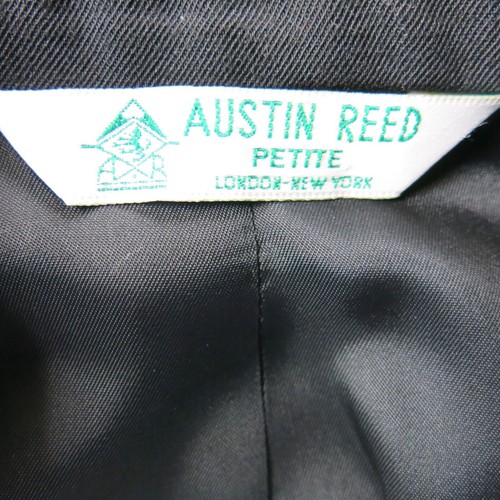 AUSTIN REED
PETITE
LONDON-NEW YORK
A R